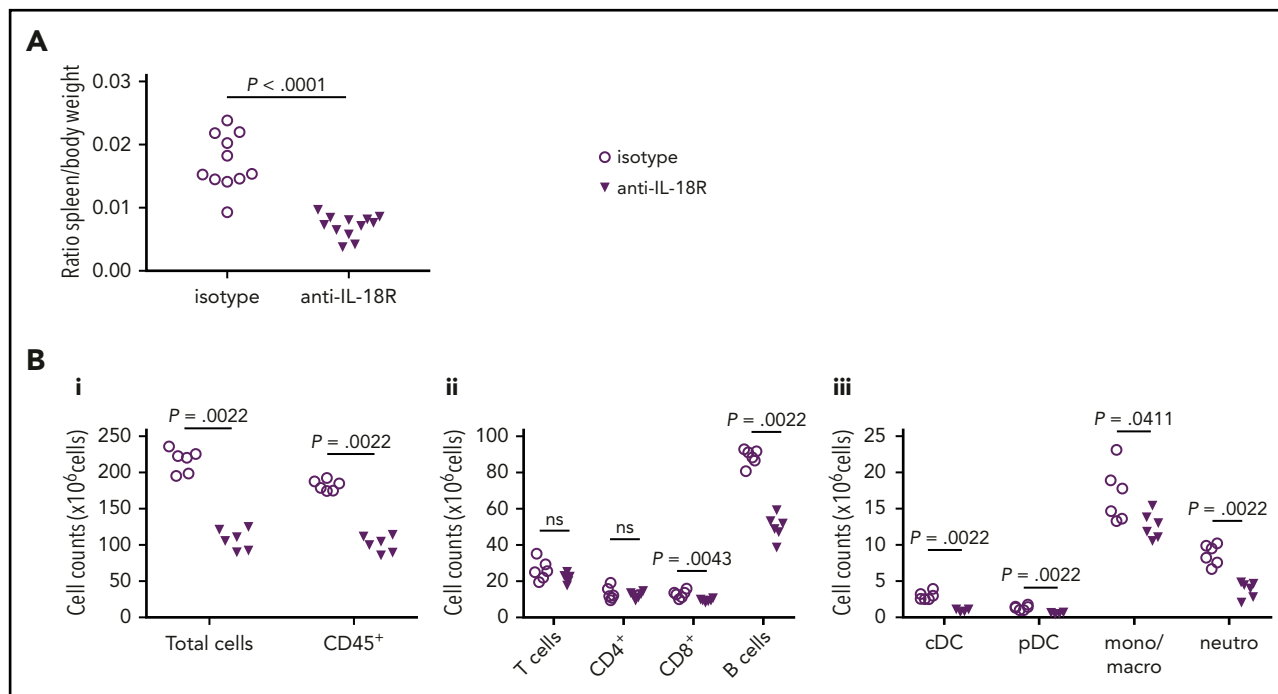 A
Ratio spleen/body weight
0.03
0.02
0.01
0.00
P < .0001
isotype
anti-IL-18R
isotype
anti-IL-18R
B
i
Cell counts (x10⁶cells)
250
200
150
100
50
0
P = .0022
P = .0022
Total cells
CD45⁺
ii
Cell counts (x10⁶cells)
100
80
60
40
20
0
ns
ns
P = .0043
P = .0022
T cells
CD4⁺
CD8⁺
B cells
iii
Cell counts (x10⁶cells)
25
20
15
10
5
0
P = .0022
P = .0022
P = .0411
P = .0022
cDC
pDC
mono/
macro
neutro